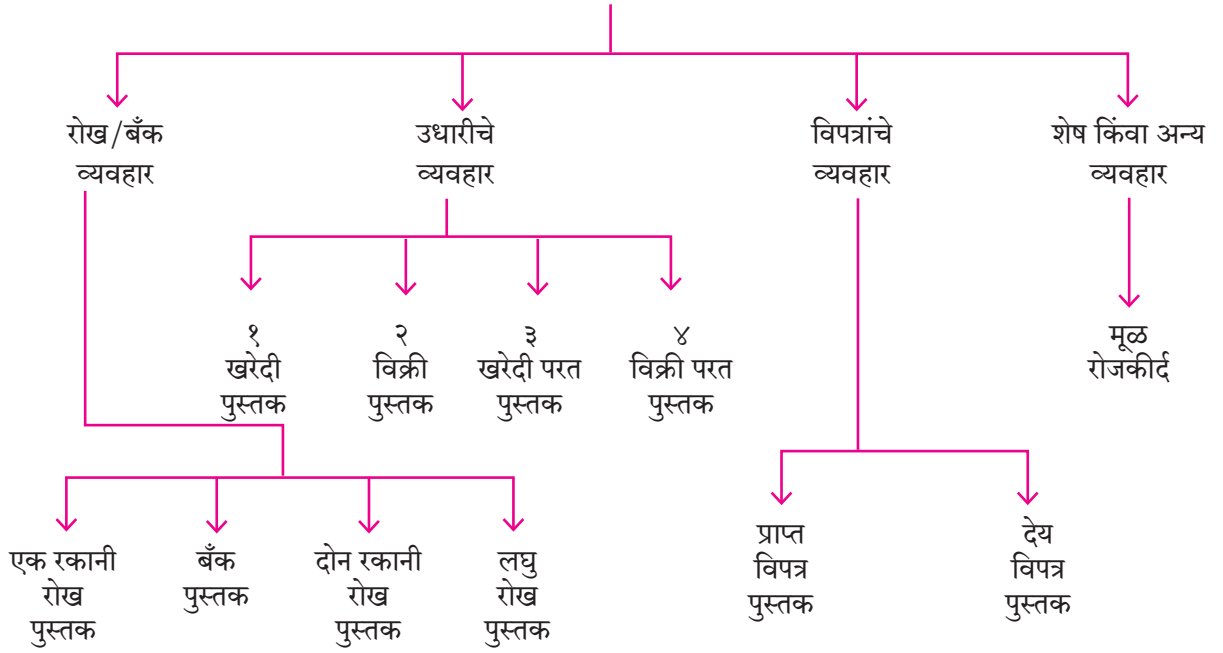 रोख/बँक
व्यवहार
उधारीचे
व्यवहार
विपत्रांचे
व्यवहार
शेष किंवा अन्य
व्यवहार
१
खरेदी
पुस्तक
२
विक्री
पुस्तक
३
खरेदी परत
पुस्तक
४
विक्री परत
पुस्तक
मूळ
रोजकीर्द
एक रकानी
रोख
पुस्तक
बँक
पुस्तक
दोन रकानी
रोख
पुस्तक
लघु
रोख
पुस्तक
प्राप्त
विपत्र
पुस्तक
देय
विपत्र
पुस्तक